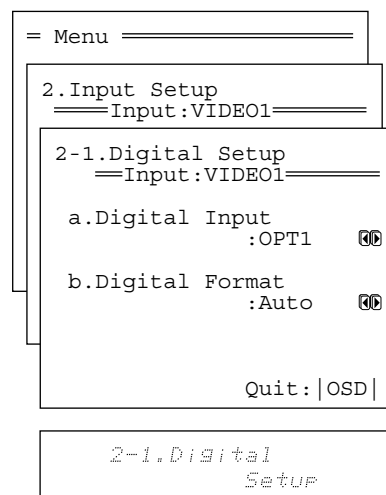 Menu
2.Input Setup
Input:VIDEO1
2-1.Digital Setup
Input:VIDEO1
a.Digital Input
:OPT1
b.Digital Format
:Auto
Quit:|OSD|
2-1.Digital
Setup